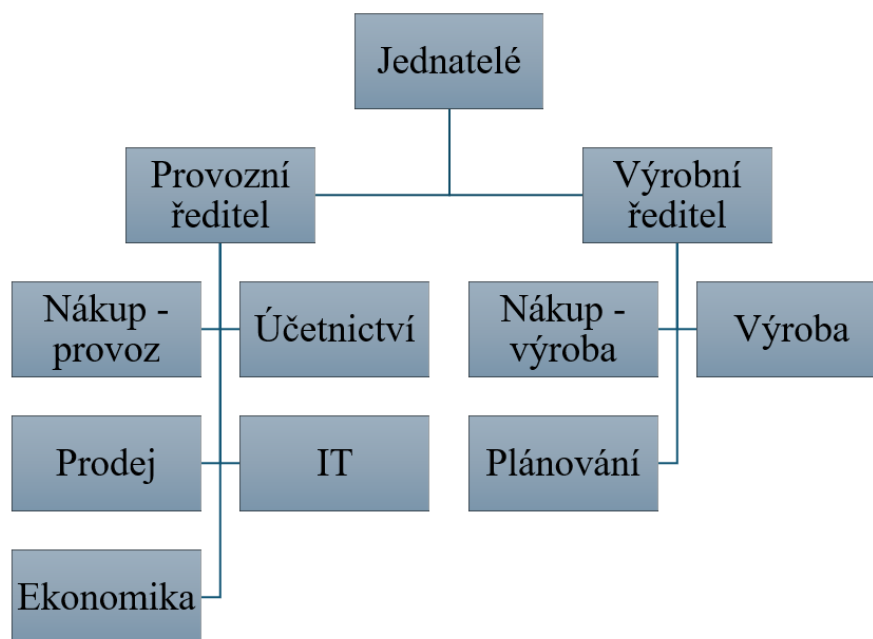 Jednatelé
Provozní
ředitel
Výrobní
ředitel
Nákup -
provoz
Účetnictví
Nákup -
výroba
Výroba
Prodej
IT
Plánování
Ekonomika